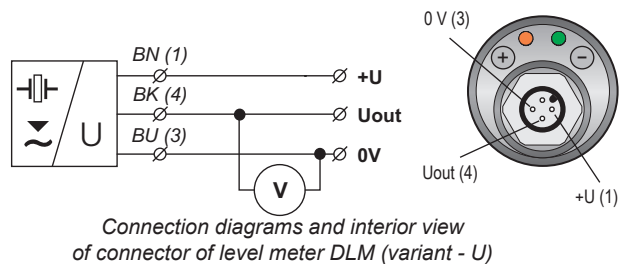 BN (1)
+U
BK (4)
Uout
BU (3)
0V
U
V
0 V (3)
+
−
Uout (4)
+U (1)
Connection diagrams and interior view
of connector of level meter DLM (variant - U)